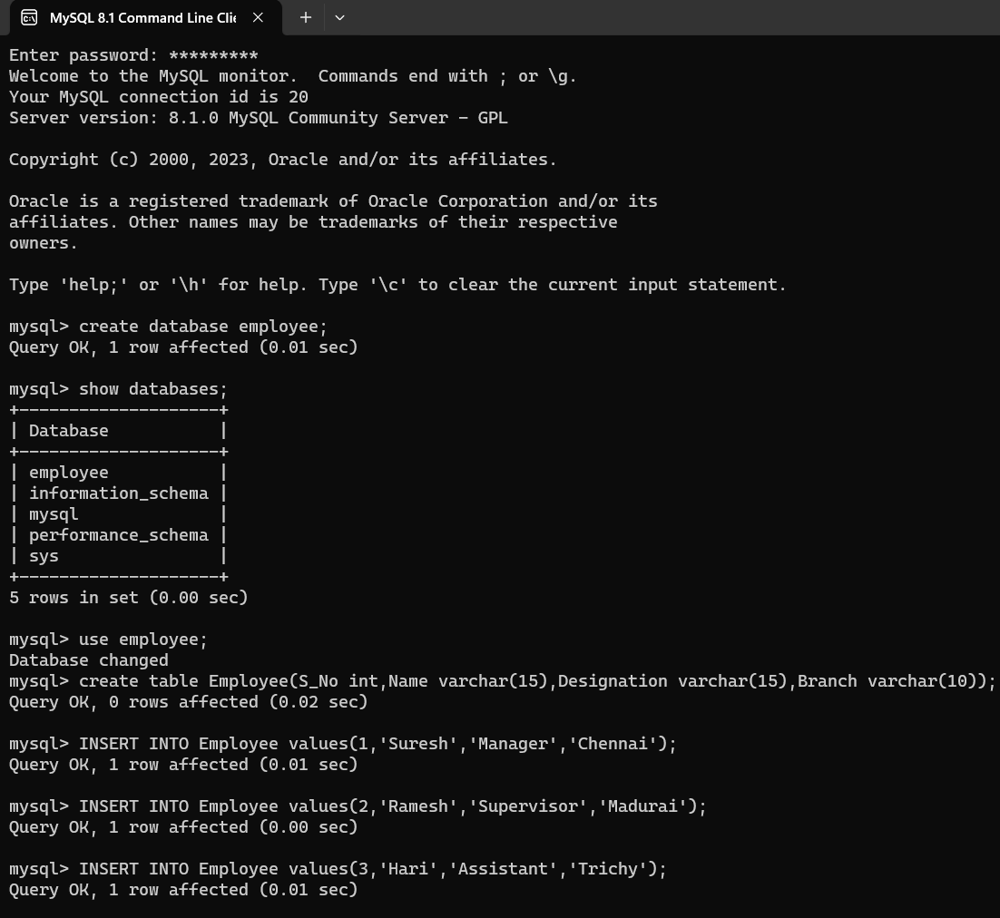 MySQL 8.1 Command Line Clie
Enter password: *********
Welcome to the MySQL monitor.  Commands end with ; or \g.
Your MySQL connection id is 20
Server version: 8.1.0 MySQL Community Server - GPL
Copyright (c) 2000, 2023, Oracle and/or its affiliates.
Oracle is a registered trademark of Oracle Corporation and/or its
affiliates. Other names may be trademarks of their respective
owners.
Type 'help;' or '\h' for help. Type '\c' to clear the current input statement.
mysql> create database employee;
Query OK, 1 row affected (0.01 sec)
mysql> show databases;
+--------------------+
| Database           |
+--------------------+
| employee           |
| information_schema |
| mysql              |
| performance_schema |
| sys                |
+--------------------+
5 rows in set (0.00 sec)
mysql> use employee;
Database changed
mysql> create table Employee(S_No int,Name varchar(15),Designation varchar(15),Branch varchar(10));
Query OK, 0 rows affected (0.02 sec)
mysql> INSERT INTO Employee values(1,'Suresh','Manager','Chennai');
Query OK, 1 row affected (0.01 sec)
mysql> INSERT INTO Employee values(2,'Ramesh','Supervisor','Madurai');
Query OK, 1 row affected (0.00 sec)
mysql> INSERT INTO Employee values(3,'Hari','Assistant','Trichy');
Query OK, 1 row affected (0.01 sec)